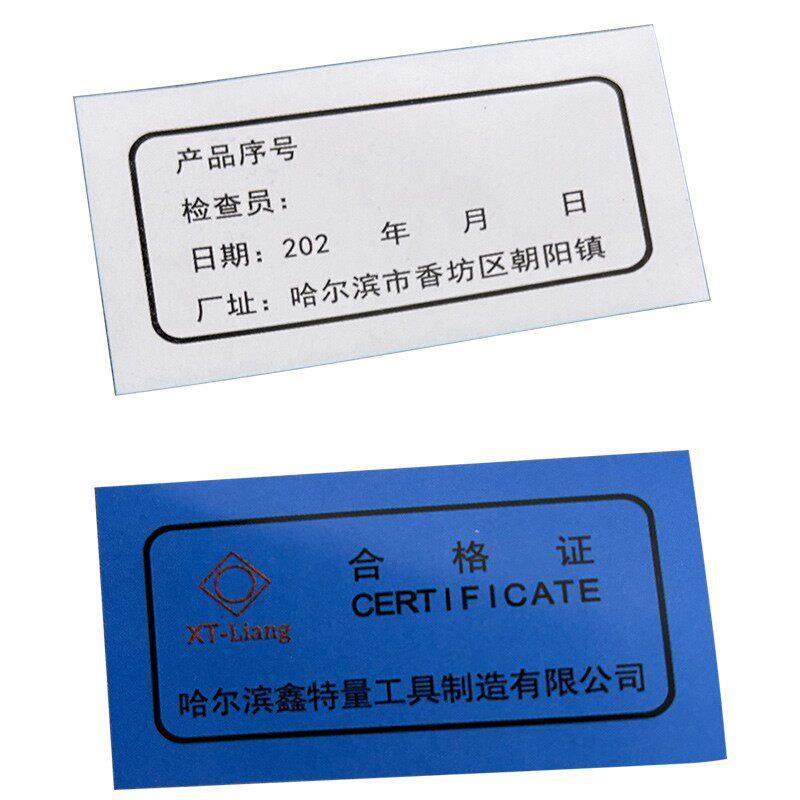 产品序号
检查员：
日期：202 年 月 日
厂址：哈尔滨市香坊区朝阳镇
合格证
CERTIFICATE
XT-Liang
哈尔滨鑫特量工具制造有限公司